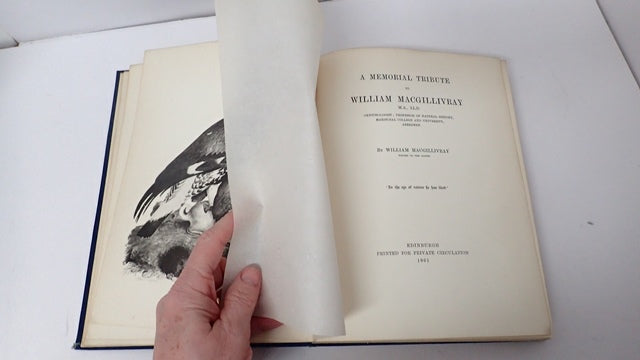 A MEMORIAL TRIBUTE
TO
WILLIAM MACGILLIVRAY
M.A., LL.D.
ORNITHOLOGIST; PROFESSOR OF NATURAL HISTORY,
MARISCHAL COLLEGE AND UNIVERSITY,
ABERDEEN
BY WILLIAM MACGILLIVRAY
WRITER TO THE SIGNET
EDINBURGH
PRINTED FOR PRIVATE CIRCULATION
1901